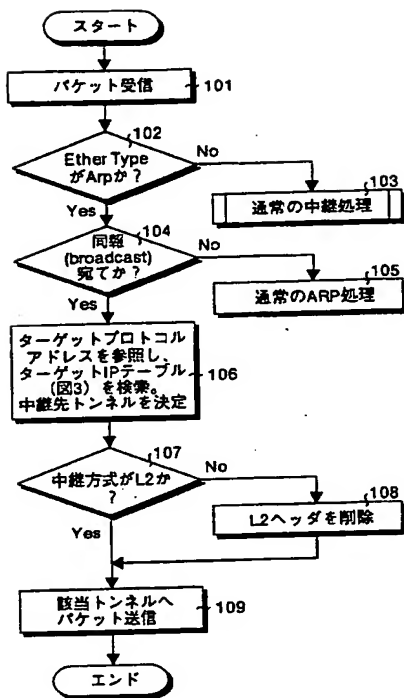 スタート
パケット受信
101
102
Ether Type
がArpか？
No
Yes
103
通常の中継処理
104
同報
(broadcast)
宛てか？
No
Yes
105
通常のARP処理
ターゲットプロトコル
アドレスを参照し、
ターゲットIPテーブル
（図3）を検索。
中継先トンネルを決定
106
107
中継方式がL2か
？
No
Yes
108
L2ヘッダを削除
該当トンネルへ
パケット送信
109
エンド